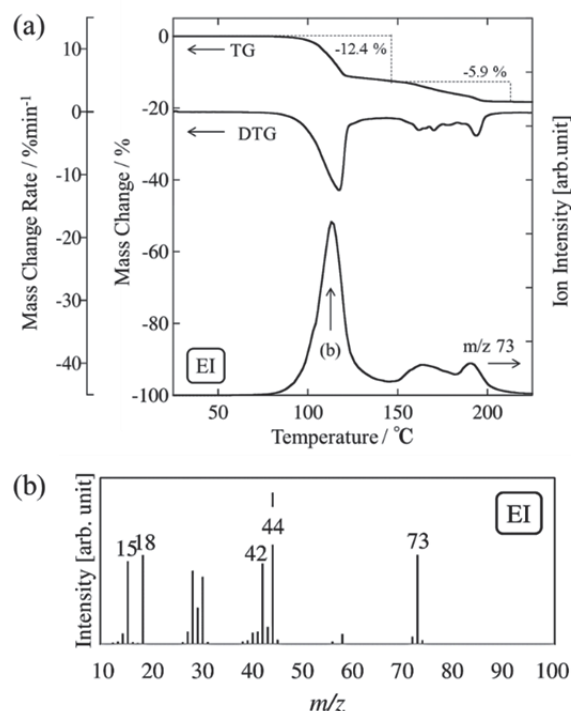 (a)
Mass Change Rate / %min⁻¹
10
0
-10
-20
-30
-40
Mass Change / %
0
-20
-40
-60
-80
-100
TG
-12.4 %
-5.9 %
DTG
(b)
m/z 73
EI
Ion Intensity [arb.unit]
50
100
150
200
Temperature / ℃
(b)
Intensity [arb. unit]
15
18
42
44
73
EI
10 20 30 40 50 60 70 80 90 100
m/z